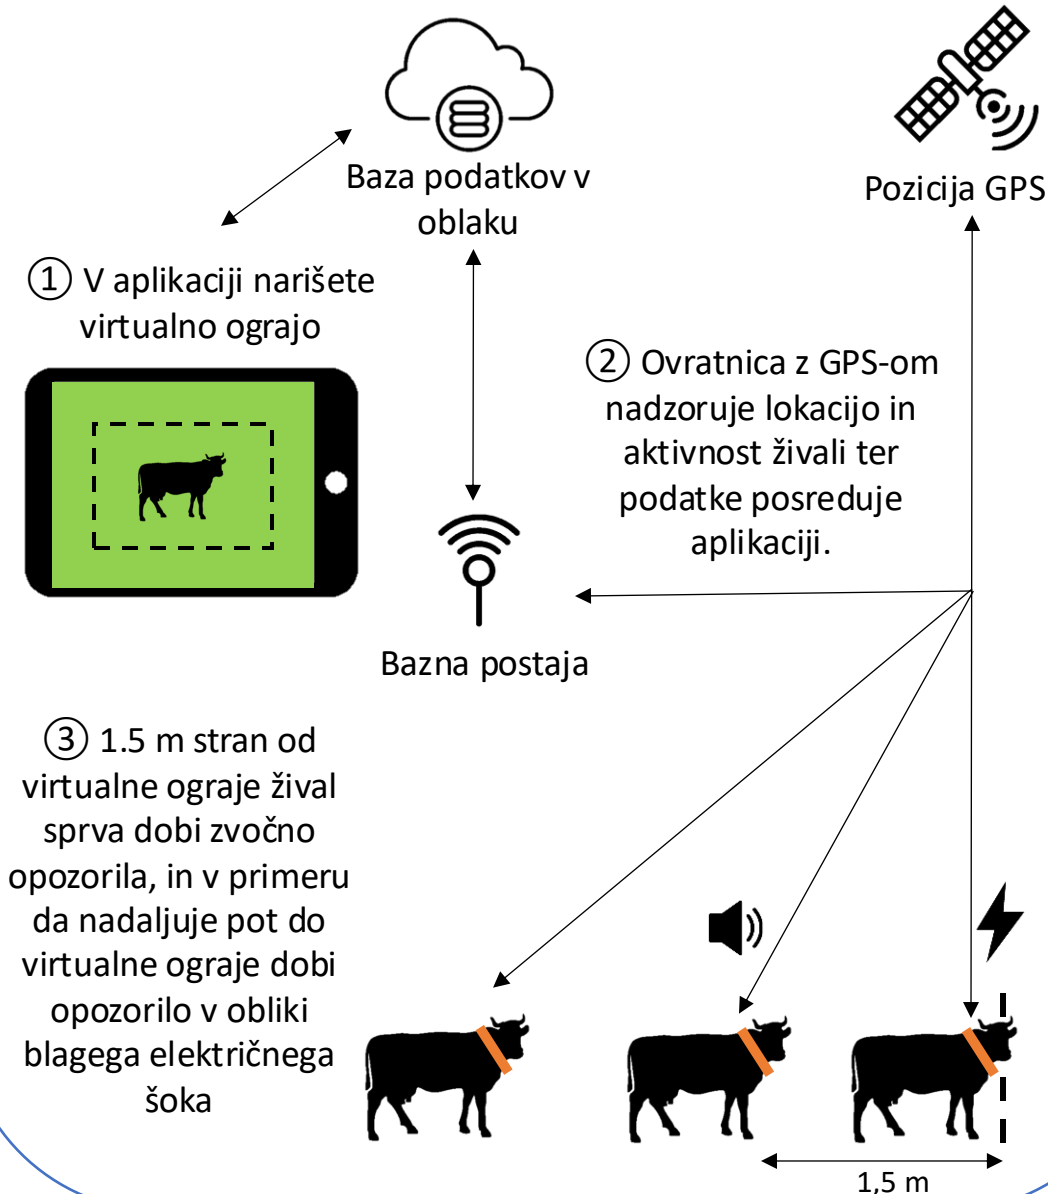 Baza podatkov v
oblaku
Pozicija GPS
① V aplikaciji narišete
virtualno ograjo
② Ovratnica z GPS-om
nadzoruje lokacijo in
aktivnost živali ter
podatke posreduje
aplikaciji.
Bazna postaja
③ 1.5 m stran od
virtualne ograje žival
sprva dobi zvočno
opozorila, in v primeru
da nadaljuje pot do
virtualne ograje dobi
opozorilo v obliki
blagega električnega
šoka
1,5 m